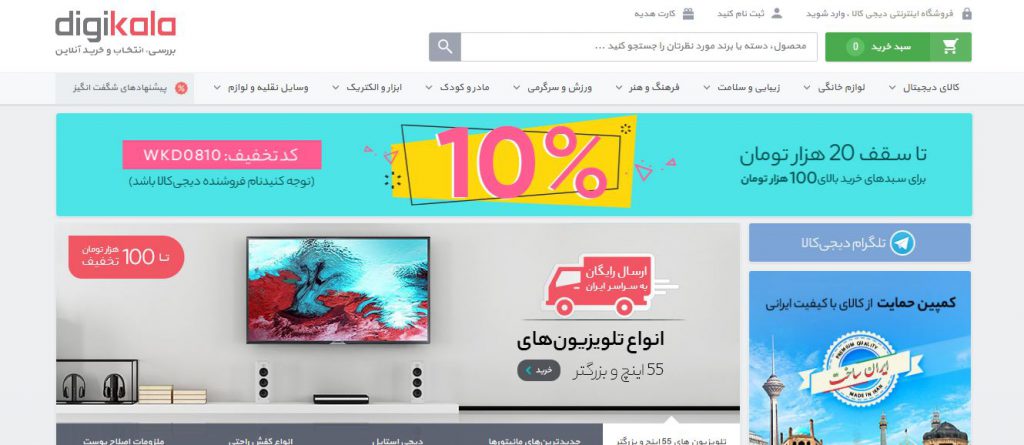 digikala
بررسی، انتخاب و خرید آنلاین
فروشگاه اینترنتی دیجی کالا ، وارد شوید
ثبت نام کنید
کارت هدیه
سبد خرید 0
محصول، دسته یا برند مورد نظرتان را جستجو کنید ...
کالای دیجیتال
لوازم خانگی
زیبایی و سلامت
فرهنگ و هنر
ورزش و سرگرمی
مادر و کودک
ابزار و الکتریک
وسایل نقلیه و لوازم
پیشنهادهای شگفت انگیز
تا سقف 20 هزار تومان
برای سبدهای خرید بالای 100 هزار تومان
10%
کد تخفیف: WKD0810
(توجه کنید نام فروشنده دیجی‌کالا باشد)
تلگرام دیجی‌کالا
کمپین حمایت از کالای با کیفیت ایرانی
PREMIUM QUALITY
ایران ساخت
MADE IN IRAN
تا 100 هزار تومان
تخفیف
ارسال رایگان
به سراسر ایران
انواع تلویزیون‌های
55 اینچ و بزرگتر
خرید
تلویزیون های 55 اینچ و بزرگتر
جدیدترین‌های مانیتورها
دیجی استایل
انواع کفش راحتی
ملزومات اصلاح پوست